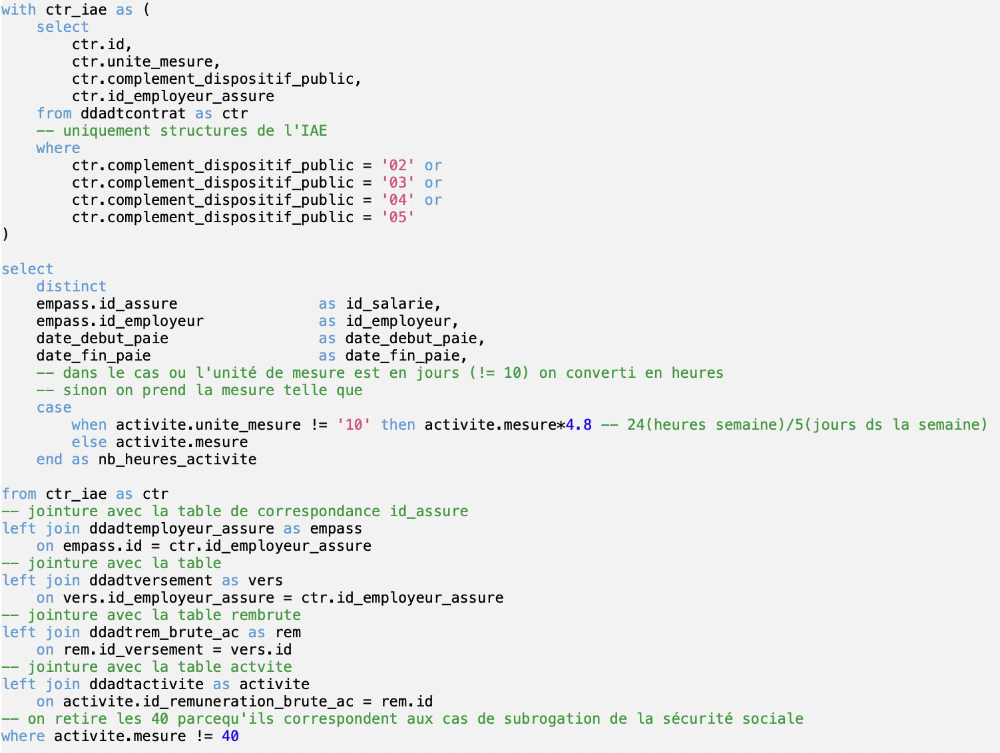 with ctr_iae as (
    select
        ctr.id,
        ctr.unite_mesure,
        ctr.complement_dispositif_public,
        ctr.id_employeur_assure
    from ddadtcontrat as ctr
    -- uniquement structures de l'IAE
    where
        ctr.complement_dispositif_public = '02' or
        ctr.complement_dispositif_public = '03' or
        ctr.complement_dispositif_public = '04' or
        ctr.complement_dispositif_public = '05'
)

select
    distinct
    empass.id_assure                as id_salarie,
    empass.id_employeur             as id_employeur,
    date_debut_paie                 as date_debut_paie,
    date_fin_paie                   as date_fin_paie,
    -- dans le cas ou l'unité de mesure est en jours (!= 10) on converti en heures
    -- sinon on prend la mesure telle que
    case
        when activite.unite_mesure != '10' then activite.mesure*4.8 -- 24(heures semaine)/5(jours ds la semaine)
        else activite.mesure
    end as nb_heures_activite

from ctr_iae as ctr
-- jointure avec la table de correspondance id_assure
left join ddadtemployeur_assure as empass
    on empass.id = ctr.id_employeur_assure
-- jointure avec la table
left join ddadtversement as vers
    on vers.id_employeur_assure = ctr.id_employeur_assure
-- jointure avec la table rembrute
left join ddadtrem_brute_ac as rem
    on rem.id_versement = vers.id
-- jointure avec la table actvite
left join ddadtactivite as activite
    on activite.id_remuneration_brute_ac = rem.id
-- on retire les 40 parcequ'ils correspondent aux cas de subrogation de la sécurité sociale
where activite.mesure != 40